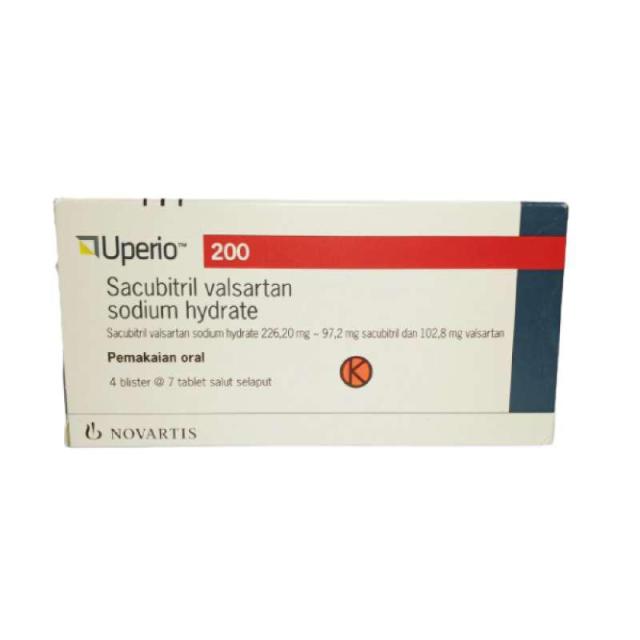 Uperio™ 200
Sacubitril valsartan
sodium hydrate
Sacubitril valsartan sodium hydrate 226,20 mg ~ 97,2 mg sacubitril dan 102,8 mg valsartan
Pemakaian oral
K
4 blister @ 7 tablet salut selaput
NOVARTIS